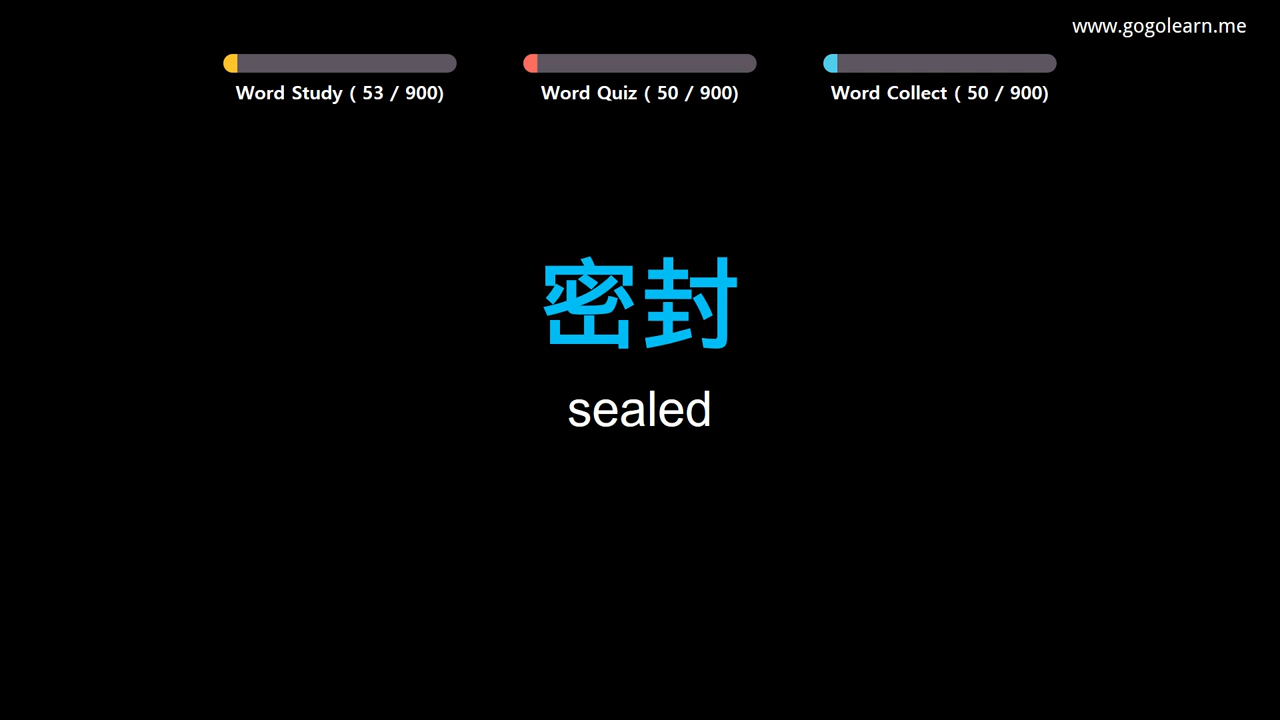 www.gogolearn.me
Word Study ( 53 / 900) Word Quiz ( 50 / 900) Word Collect ( 50 / 900)
密封
sealed